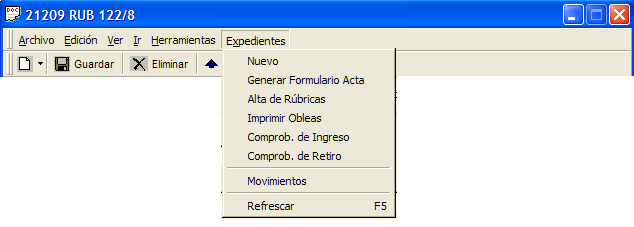 21209 RUB 122/8
Archivo Edición Ver Ir Herramientas Expedientes
Guardar Eliminar
Nuevo
Generar Formulario Acta
Alta de Rúbricas
Imprimir Obleas
Comprob. de Ingreso
Comprob. de Retiro
Movimientos
Refrescar F5